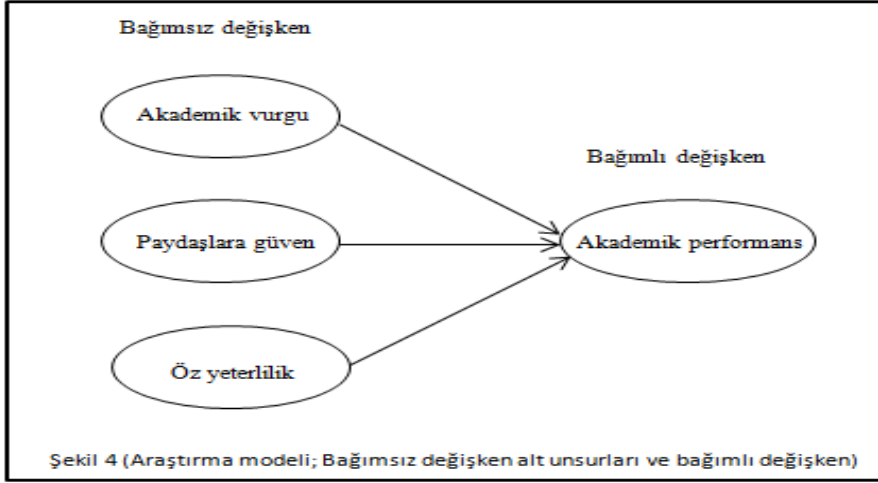 Bağımsız değişken
Akademik vurgu
Bağımlı değişken
Paydaşlara güven
Akademik performans
Öz yeterlilik
Şekil 4 (Araştırma modeli; Bağımsız değişken alt unsurları ve bağımlı değişken)